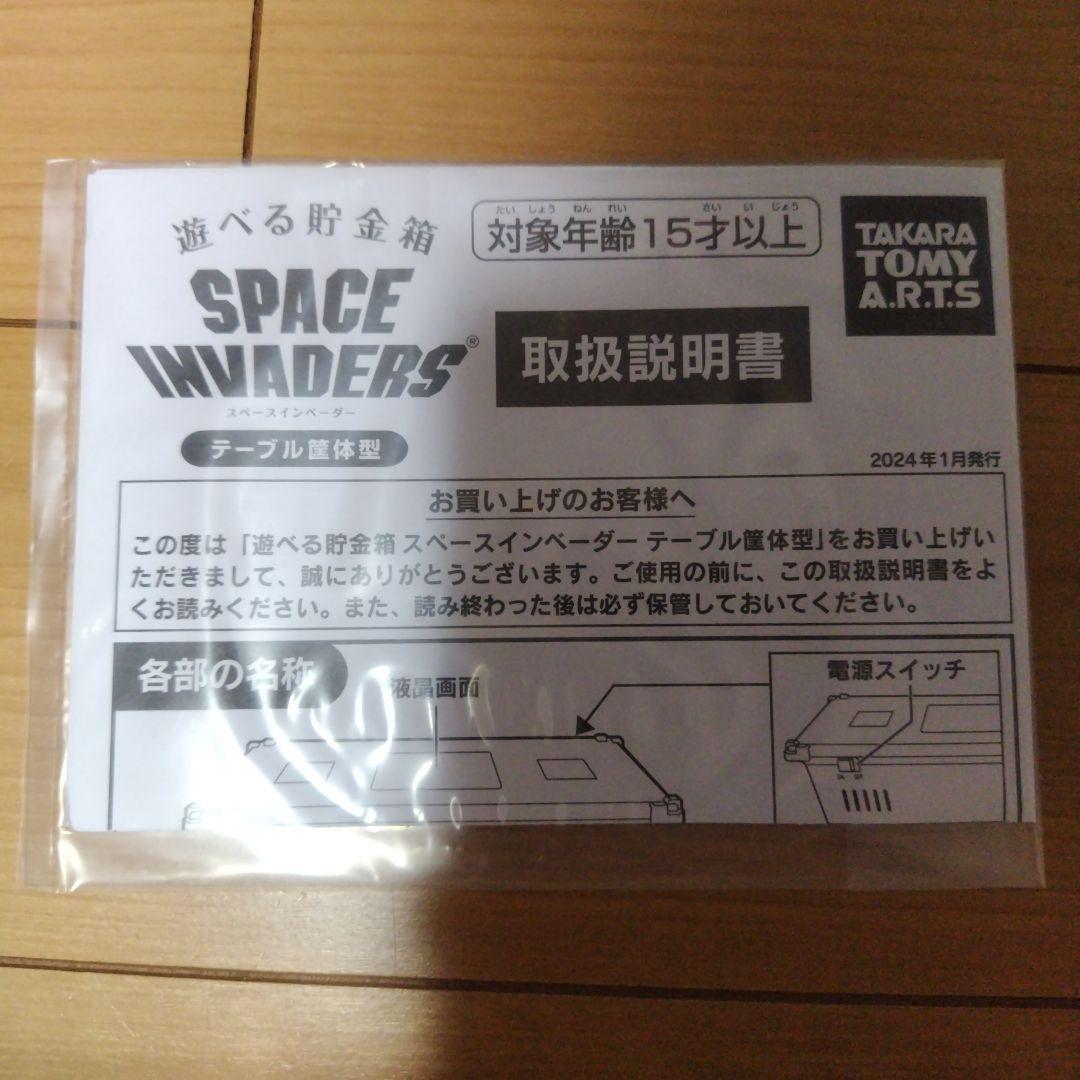 遊べる貯金箱
SPACE
INVADERS®
スペースインベーダー
テーブル筐体型
たいしょうねんれい さいいじょう
対象年齢15才以上
取扱説明書
TAKARA
TOMY
A.R.T.S
2024年1月発行
お買い上げのお客様へ
この度は「遊べる貯金箱 スペースインベーダー テーブル筐体型」をお買い上げい
ただきまして、誠にありがとうございます。ご使用の前に、この取扱説明書をよ
くお読みください。また、読み終わった後は必ず保管しておいてください。
各部の名称
液晶画面
電源スイッチ
ON OFF